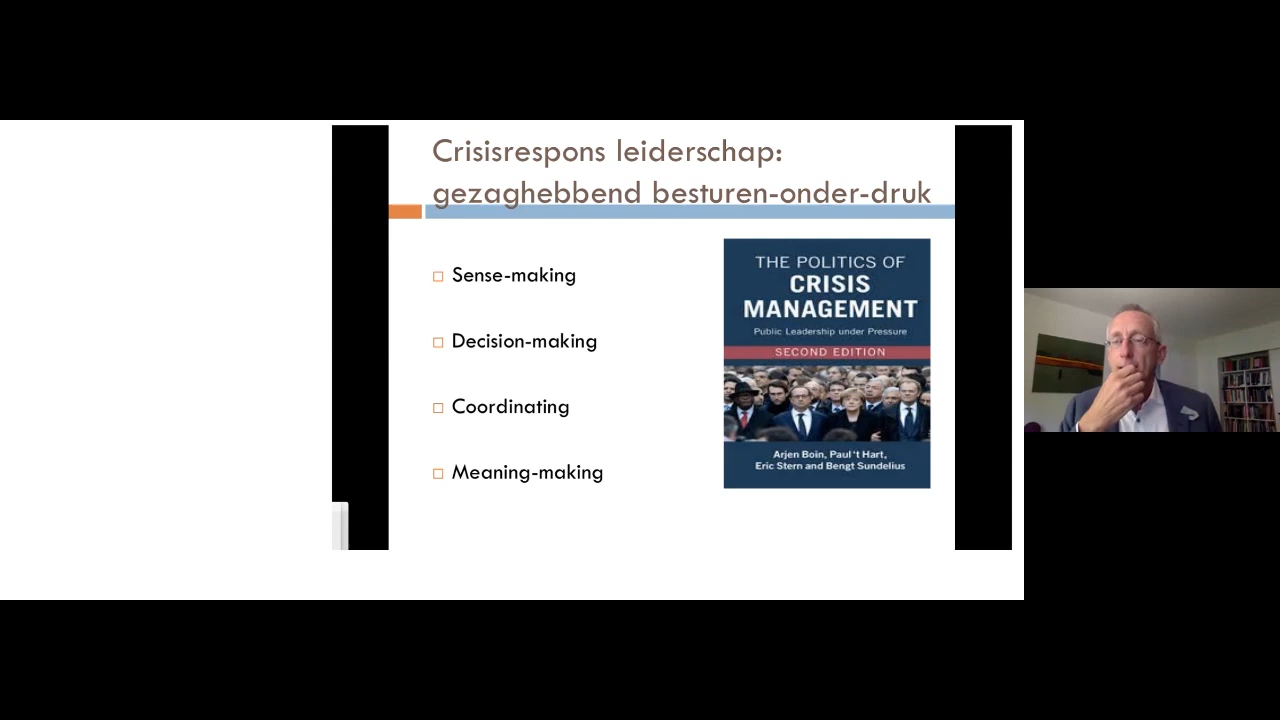 Crisisrespons leiderschap:
gezaghebbend besturen-onder-druk
Sense-making
Decision-making
Coordinating
Meaning-making
THE POLITICS OF
CRISIS
MANAGEMENT
Public Leadership under Pressure
SECOND EDITION
Arjen Boin, Paul 't Hart,
Eric Stern and Bengt Sundelius